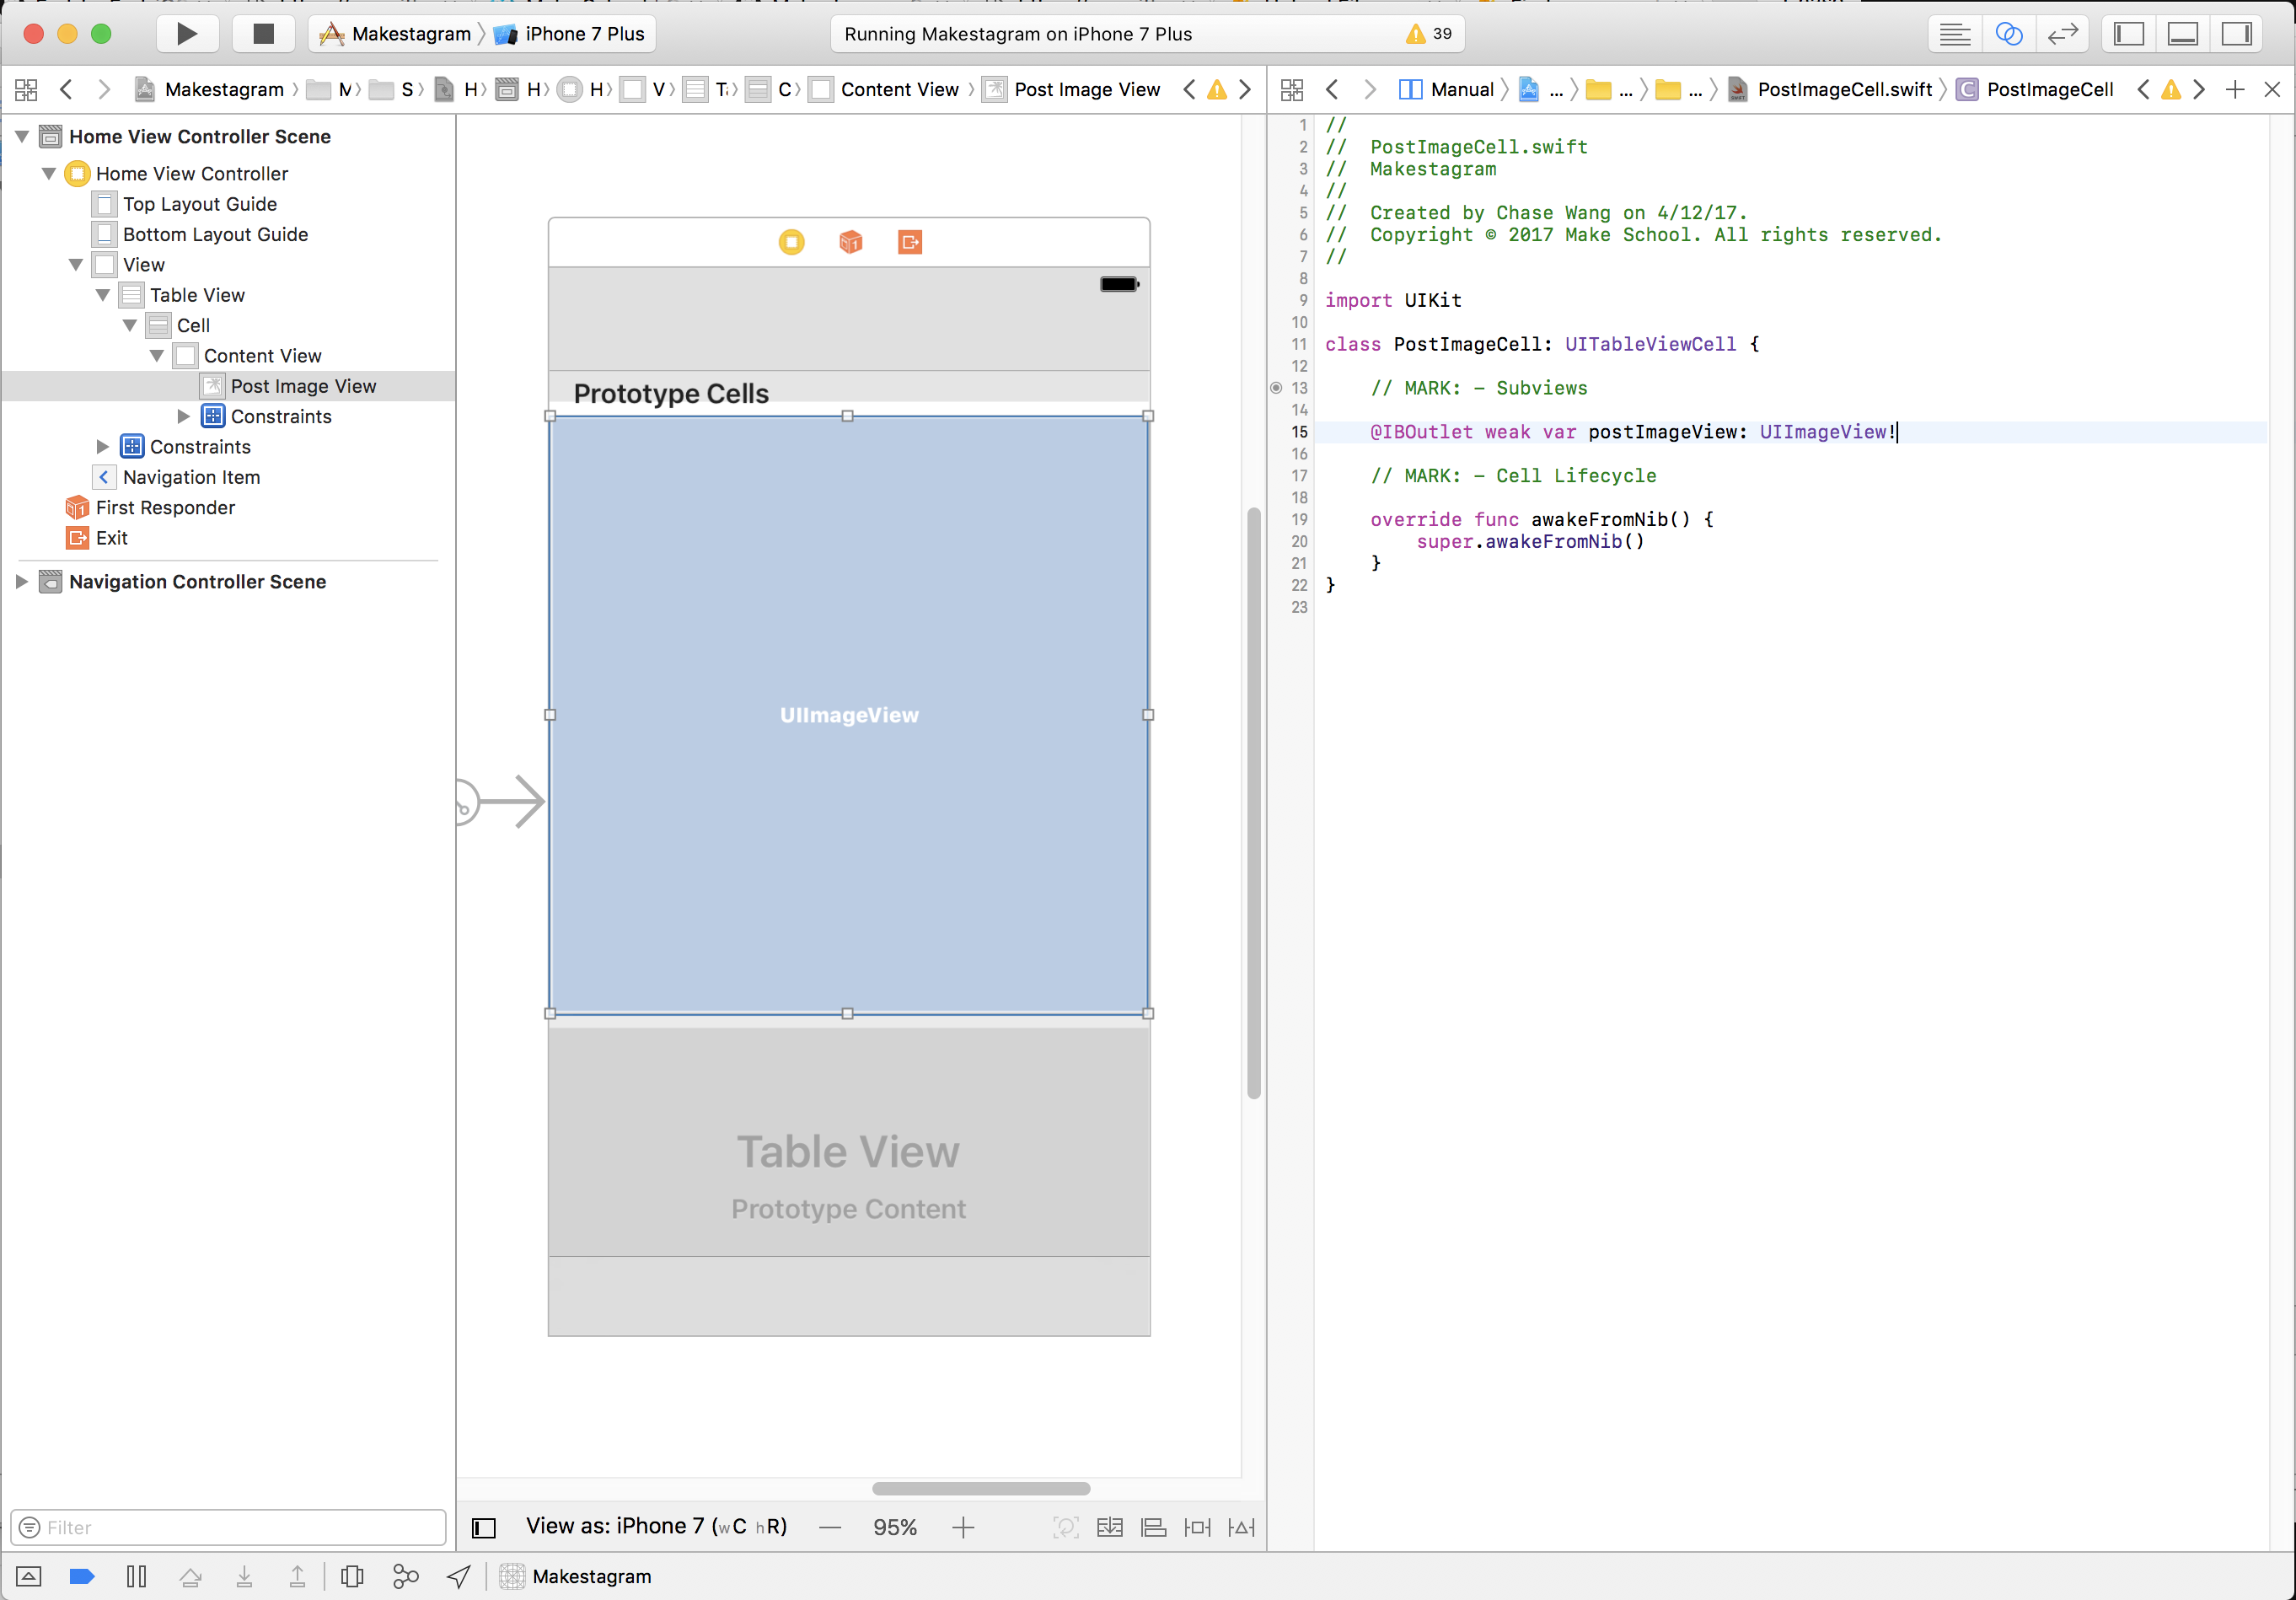 Makestagram
iPhone 7 Plus
Running Makestagram on iPhone 7 Plus
39
Makestagram
M
S
H
H
H
V
T
C
Content View
Post Image View
Manual
...
...
...
PostImageCell.swift
PostImageCell
Home View Controller Scene
Home View Controller
Top Layout Guide
Bottom Layout Guide
View
Table View
Cell
Content View
Post Image View
Constraints
Constraints
Navigation Item
First Responder
Exit
Navigation Controller Scene
Filter
Prototype Cells
UIImageView
Table View
Prototype Content
View as: iPhone 7 (wC hR)
95%
1 //
2 //  PostImageCell.swift
3 //  Makestagram
4 //
5 //  Created by Chase Wang on 4/12/17.
6 //  Copyright © 2017 Make School. All rights reserved.
7 //
8
9 import UIKit
10
11 class PostImageCell: UITableViewCell {
12
13     // MARK: - Subviews
14
15     @IBOutlet weak var postImageView: UIImageView!
16
17     // MARK: - Cell Lifecycle
18
19     override func awakeFromNib() {
20         super.awakeFromNib()
21     }
22 }
23
Makestagram